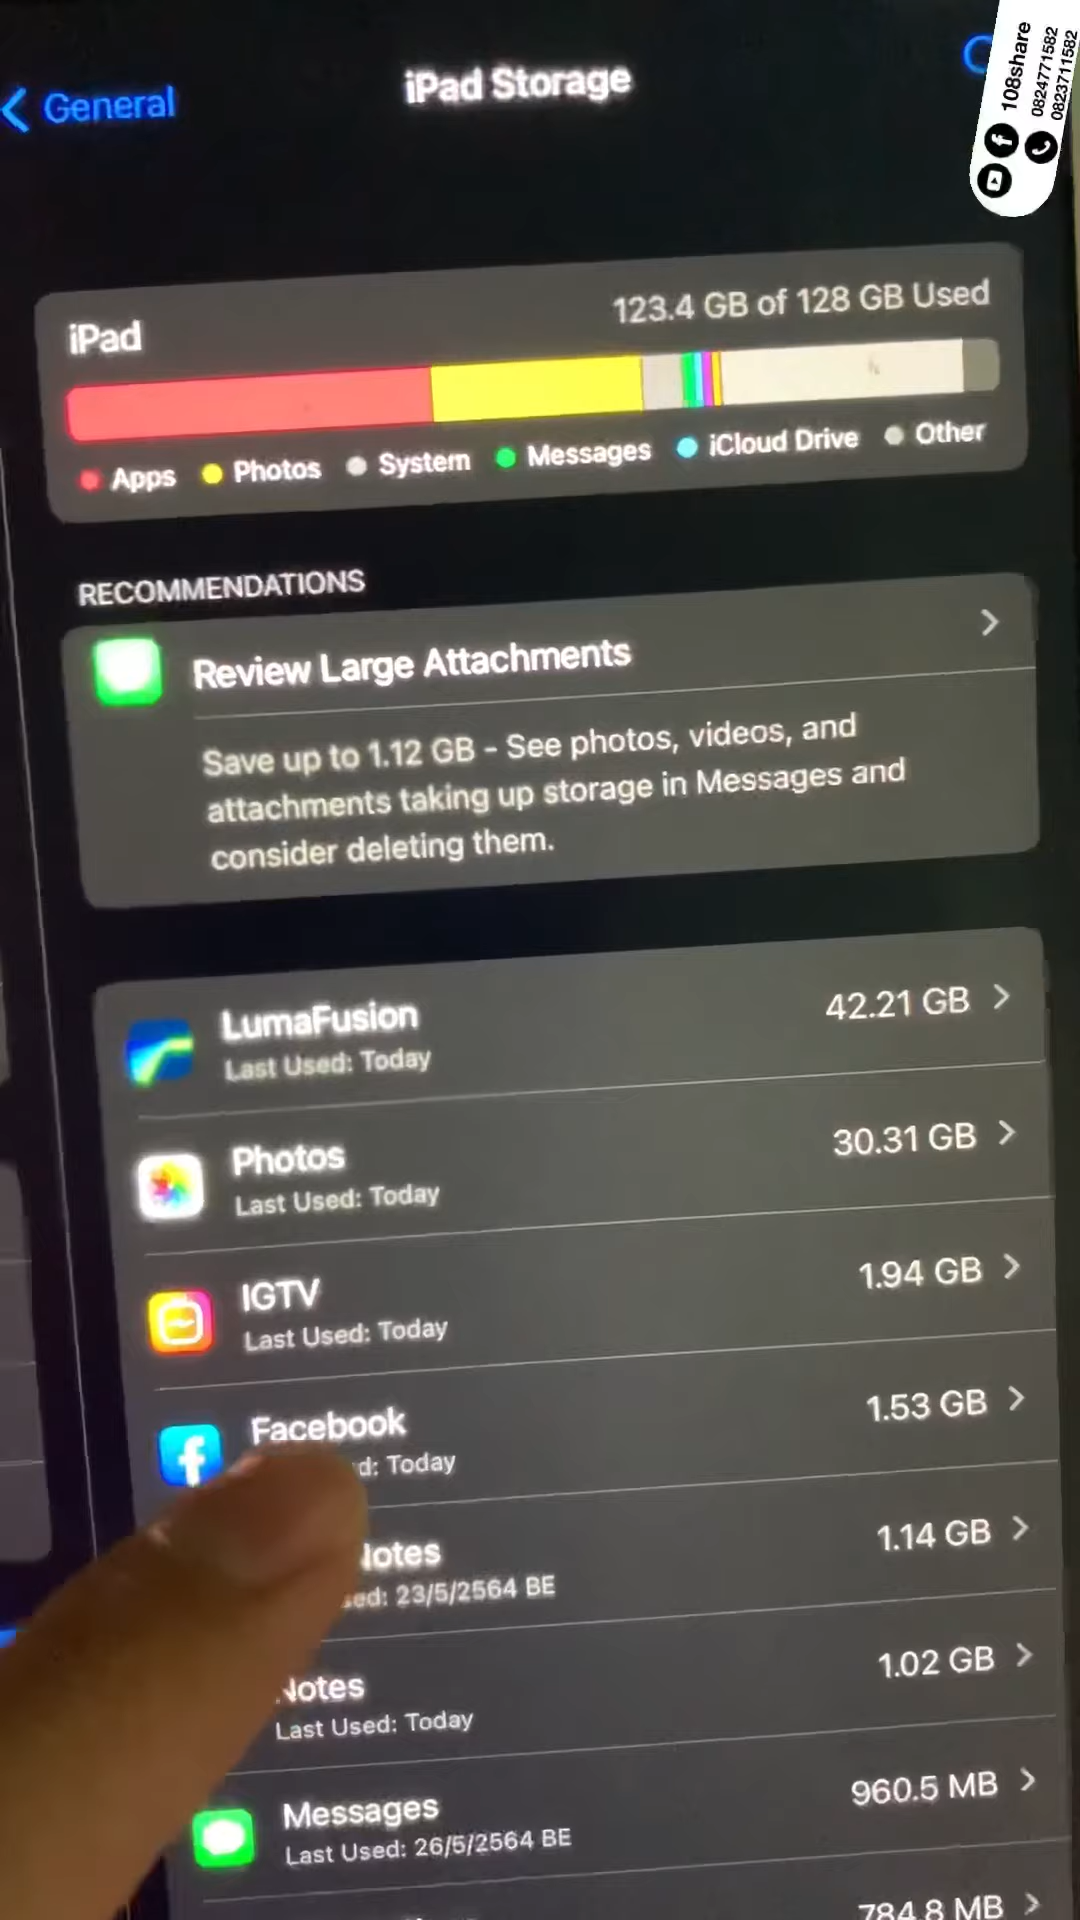 108share
0824771582
0823711582
General
iPad Storage
iPad
123.4 GB of 128 GB Used
Apps
Photos
System
Messages
iCloud Drive
Other
RECOMMENDATIONS
Review Large Attachments
Save up to 1.12 GB - See photos, videos, and
attachments taking up storage in Messages and
consider deleting them.
LumaFusion
42.21 GB
Last Used: Today
Photos
30.31 GB
Last Used: Today
IGTV
1.94 GB
Last Used: Today
Facebook
1.53 GB
Today
Notes
1.14 GB
23/5/2564 BE
Notes
1.02 GB
Last Used: Today
Messages
960.5 MB
Last Used: 26/5/2564 BE
784.8 MB